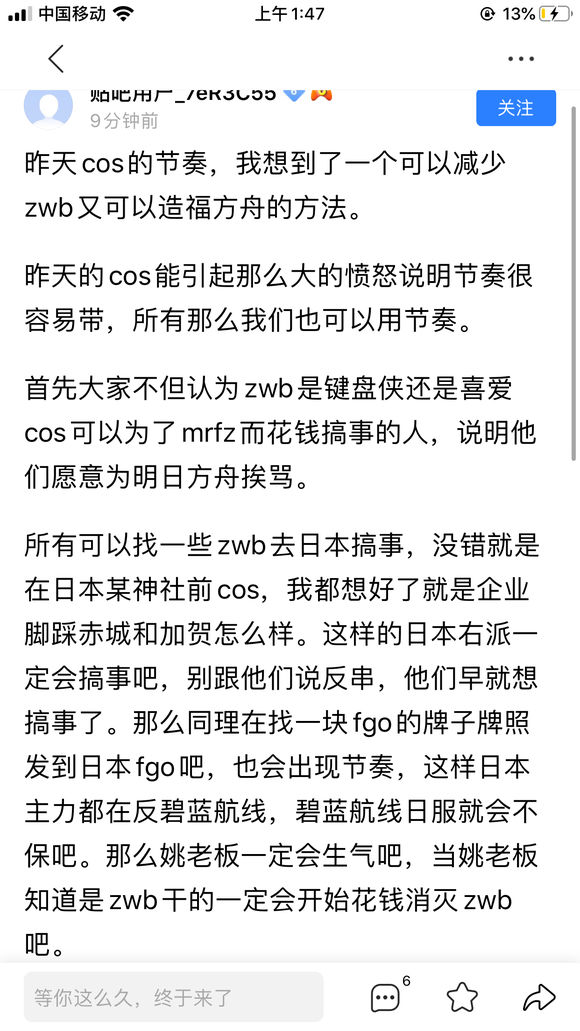 中国移动
上午1:47
13%
贴吧用户_7eR3C55
6
9分钟前
关注
昨天cos的节奏，我想到了一个可以减少
zwb又可以造福方舟的方法。
昨天的cos能引起那么大的愤怒说明节奏很
容易带，所有那么我们也可以用节奏。
首先大家不但认为zwb是键盘侠还是喜爱
cos可以为了mrfz而花钱搞事的人，说明他
们愿意为明日方舟挨骂。
所有可以找一些zwb去日本搞事，没错就是
在日本某神社前cos，我都想好了就是企业
脚踩赤城和加贺怎么样。这样的日本右派一
定会搞事吧，别跟他们说反串，他们早就想
搞事了。那么同理在找一块fgo的牌子牌照
发到日本fgo吧，也会出现节奏，这样日本
主力都在反碧蓝航线，碧蓝航线日服就会不
保吧。那么姚老板一定会生气吧，当姚老板
知道是zwb干的一定会开始花钱消灭zwb
吧。
等你这么久，终于来了
6